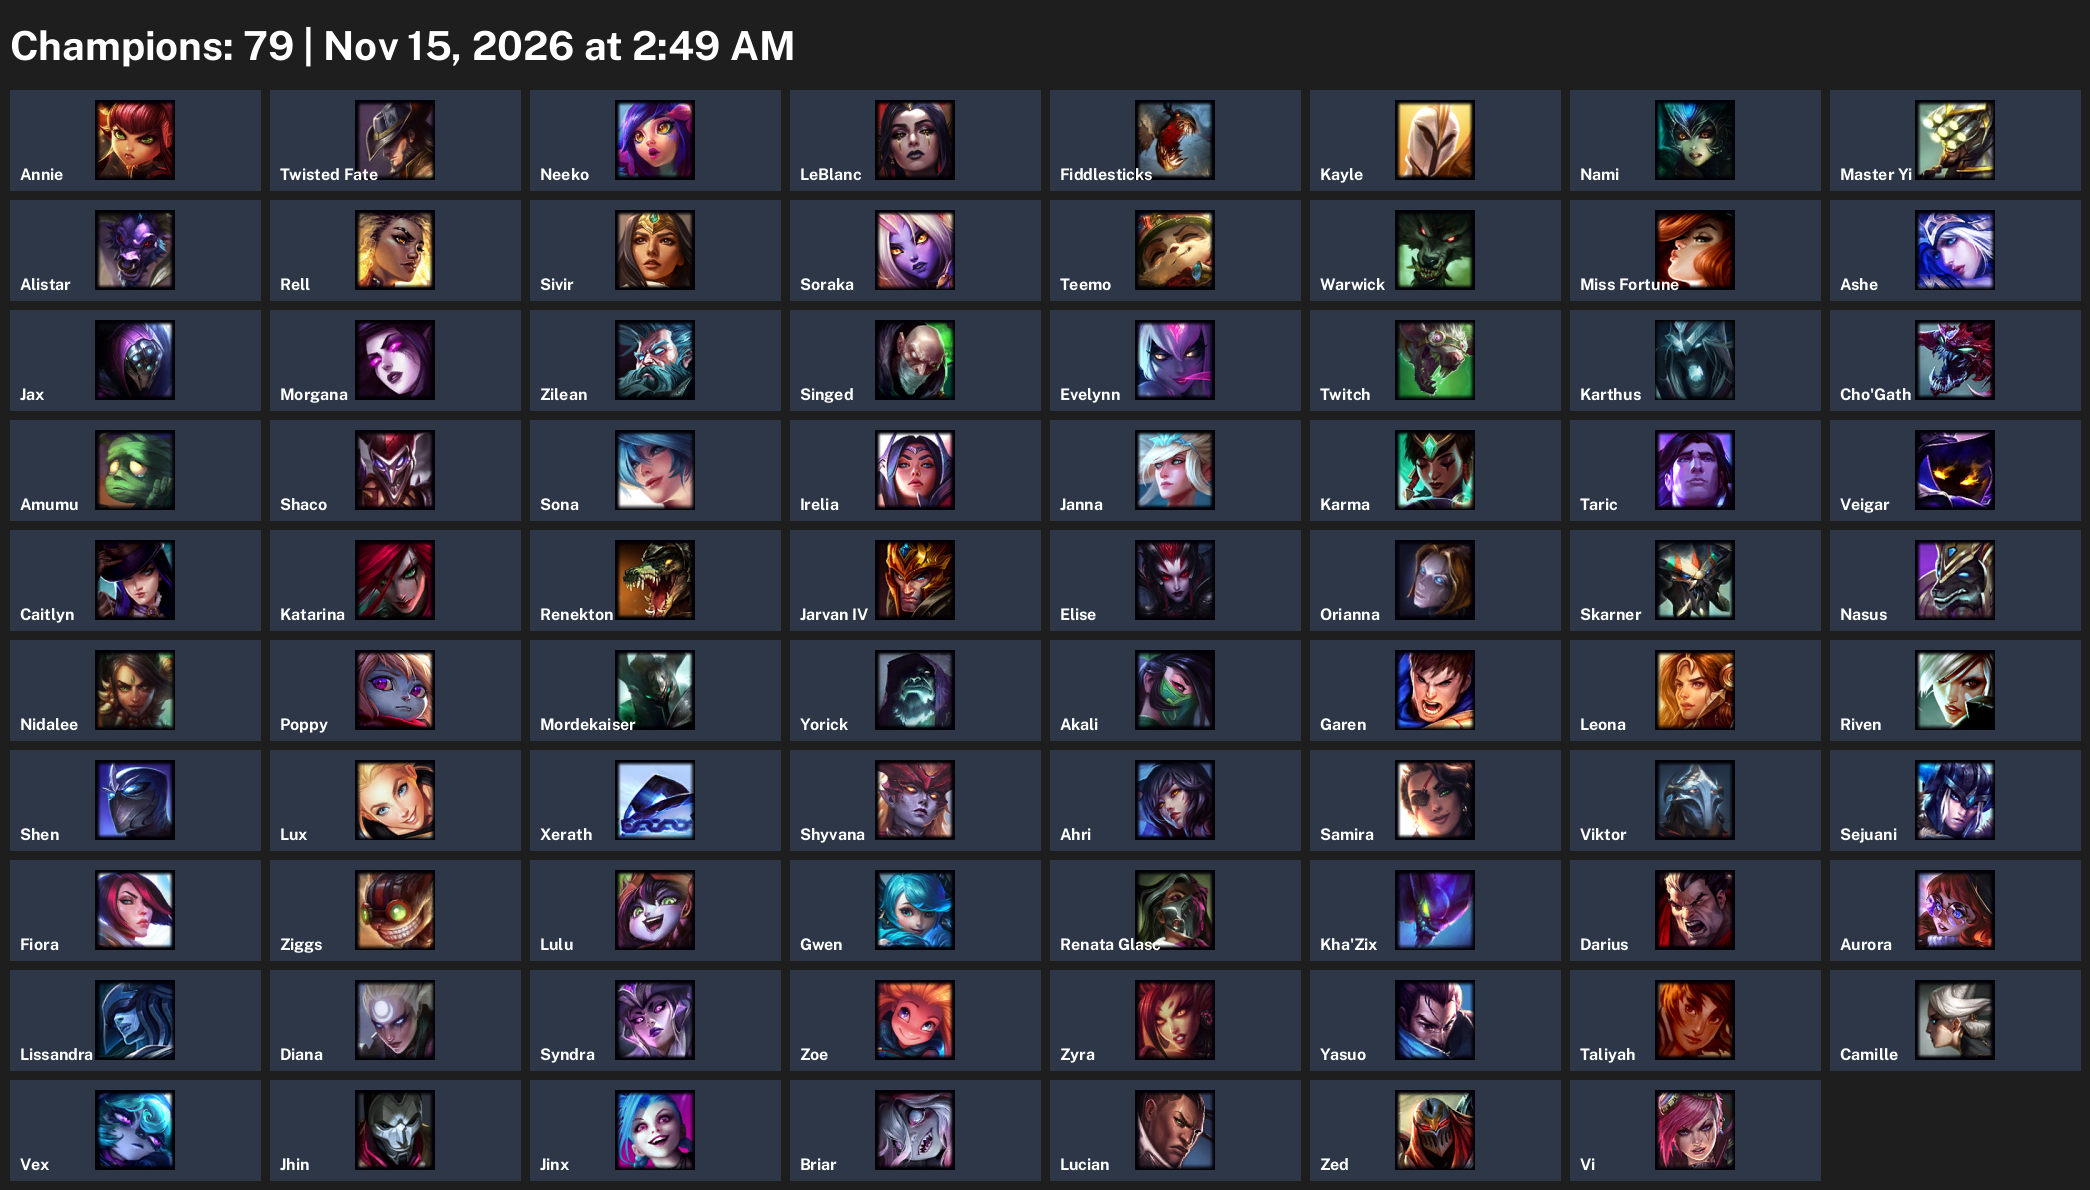 Champions: 79 | Nov 15, 2026 at 2:49 AM
Annie
Twisted Fate
Neeko
LeBlanc
Fiddlesticks
Kayle
Nami
Master Yi
Alistar
Rell
Sivir
Soraka
Teemo
Warwick
Miss Fortune
Ashe
Jax
Morgana
Zilean
Singed
Evelynn
Twitch
Karthus
Cho'Gath
Amumu
Shaco
Sona
Irelia
Janna
Karma
Taric
Veigar
Caitlyn
Katarina
Renekton
Jarvan IV
Elise
Orianna
Skarner
Nasus
Nidalee
Poppy
Mordekaiser
Yorick
Akali
Garen
Leona
Riven
Shen
Lux
Xerath
Shyvana
Ahri
Samira
Viktor
Sejuani
Fiora
Ziggs
Lulu
Gwen
Renata Glasc
Kha'Zix
Darius
Aurora
Lissandra
Diana
Syndra
Zoe
Zyra
Yasuo
Taliyah
Camille
Vex
Jhin
Jinx
Briar
Lucian
Zed
Vi